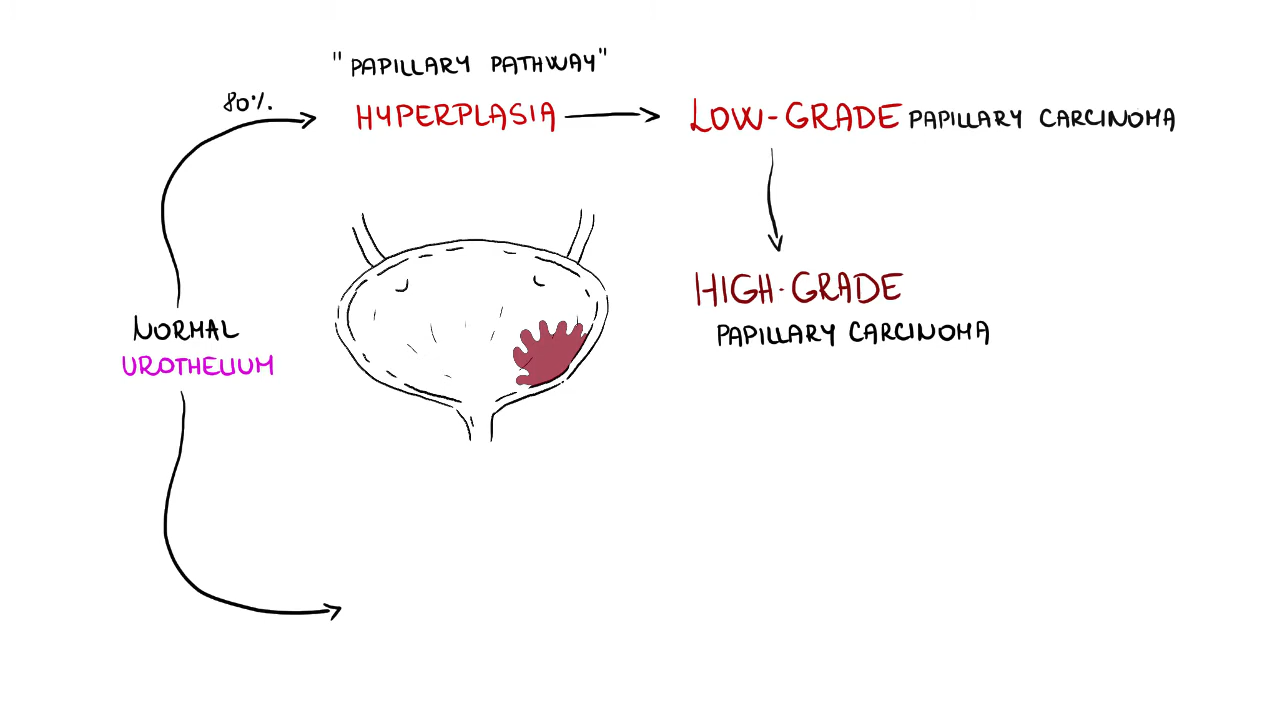 "PAPILLARY PATHWAY"
80%.
HYPERPLASIA
LOW-GRADE PAPILLARY CARCINOMA
HIGH-GRADE
PAPILLARY CARCINOMA
NORMAL
UROTHELIUM